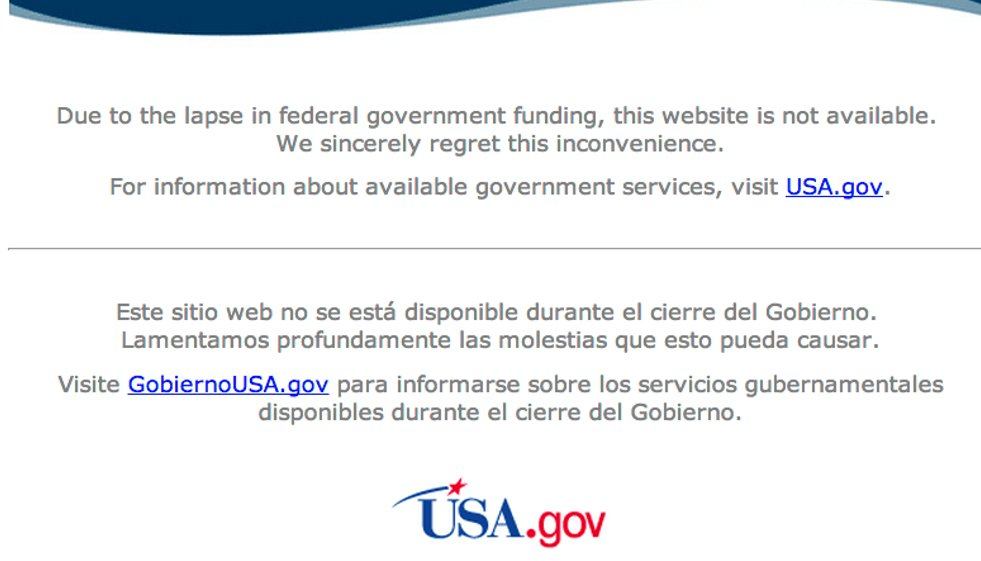 Due to the lapse in federal government funding, this website is not available.
We sincerely regret this inconvenience.
For information about available government services, visit USA.gov.
Este sitio web no se está disponible durante el cierre del Gobierno.
Lamentamos profundamente las molestias que esto pueda causar.
Visite GobiernoUSA.gov para informarse sobre los servicios gubernamentales
disponibles durante el cierre del Gobierno.
USA.gov